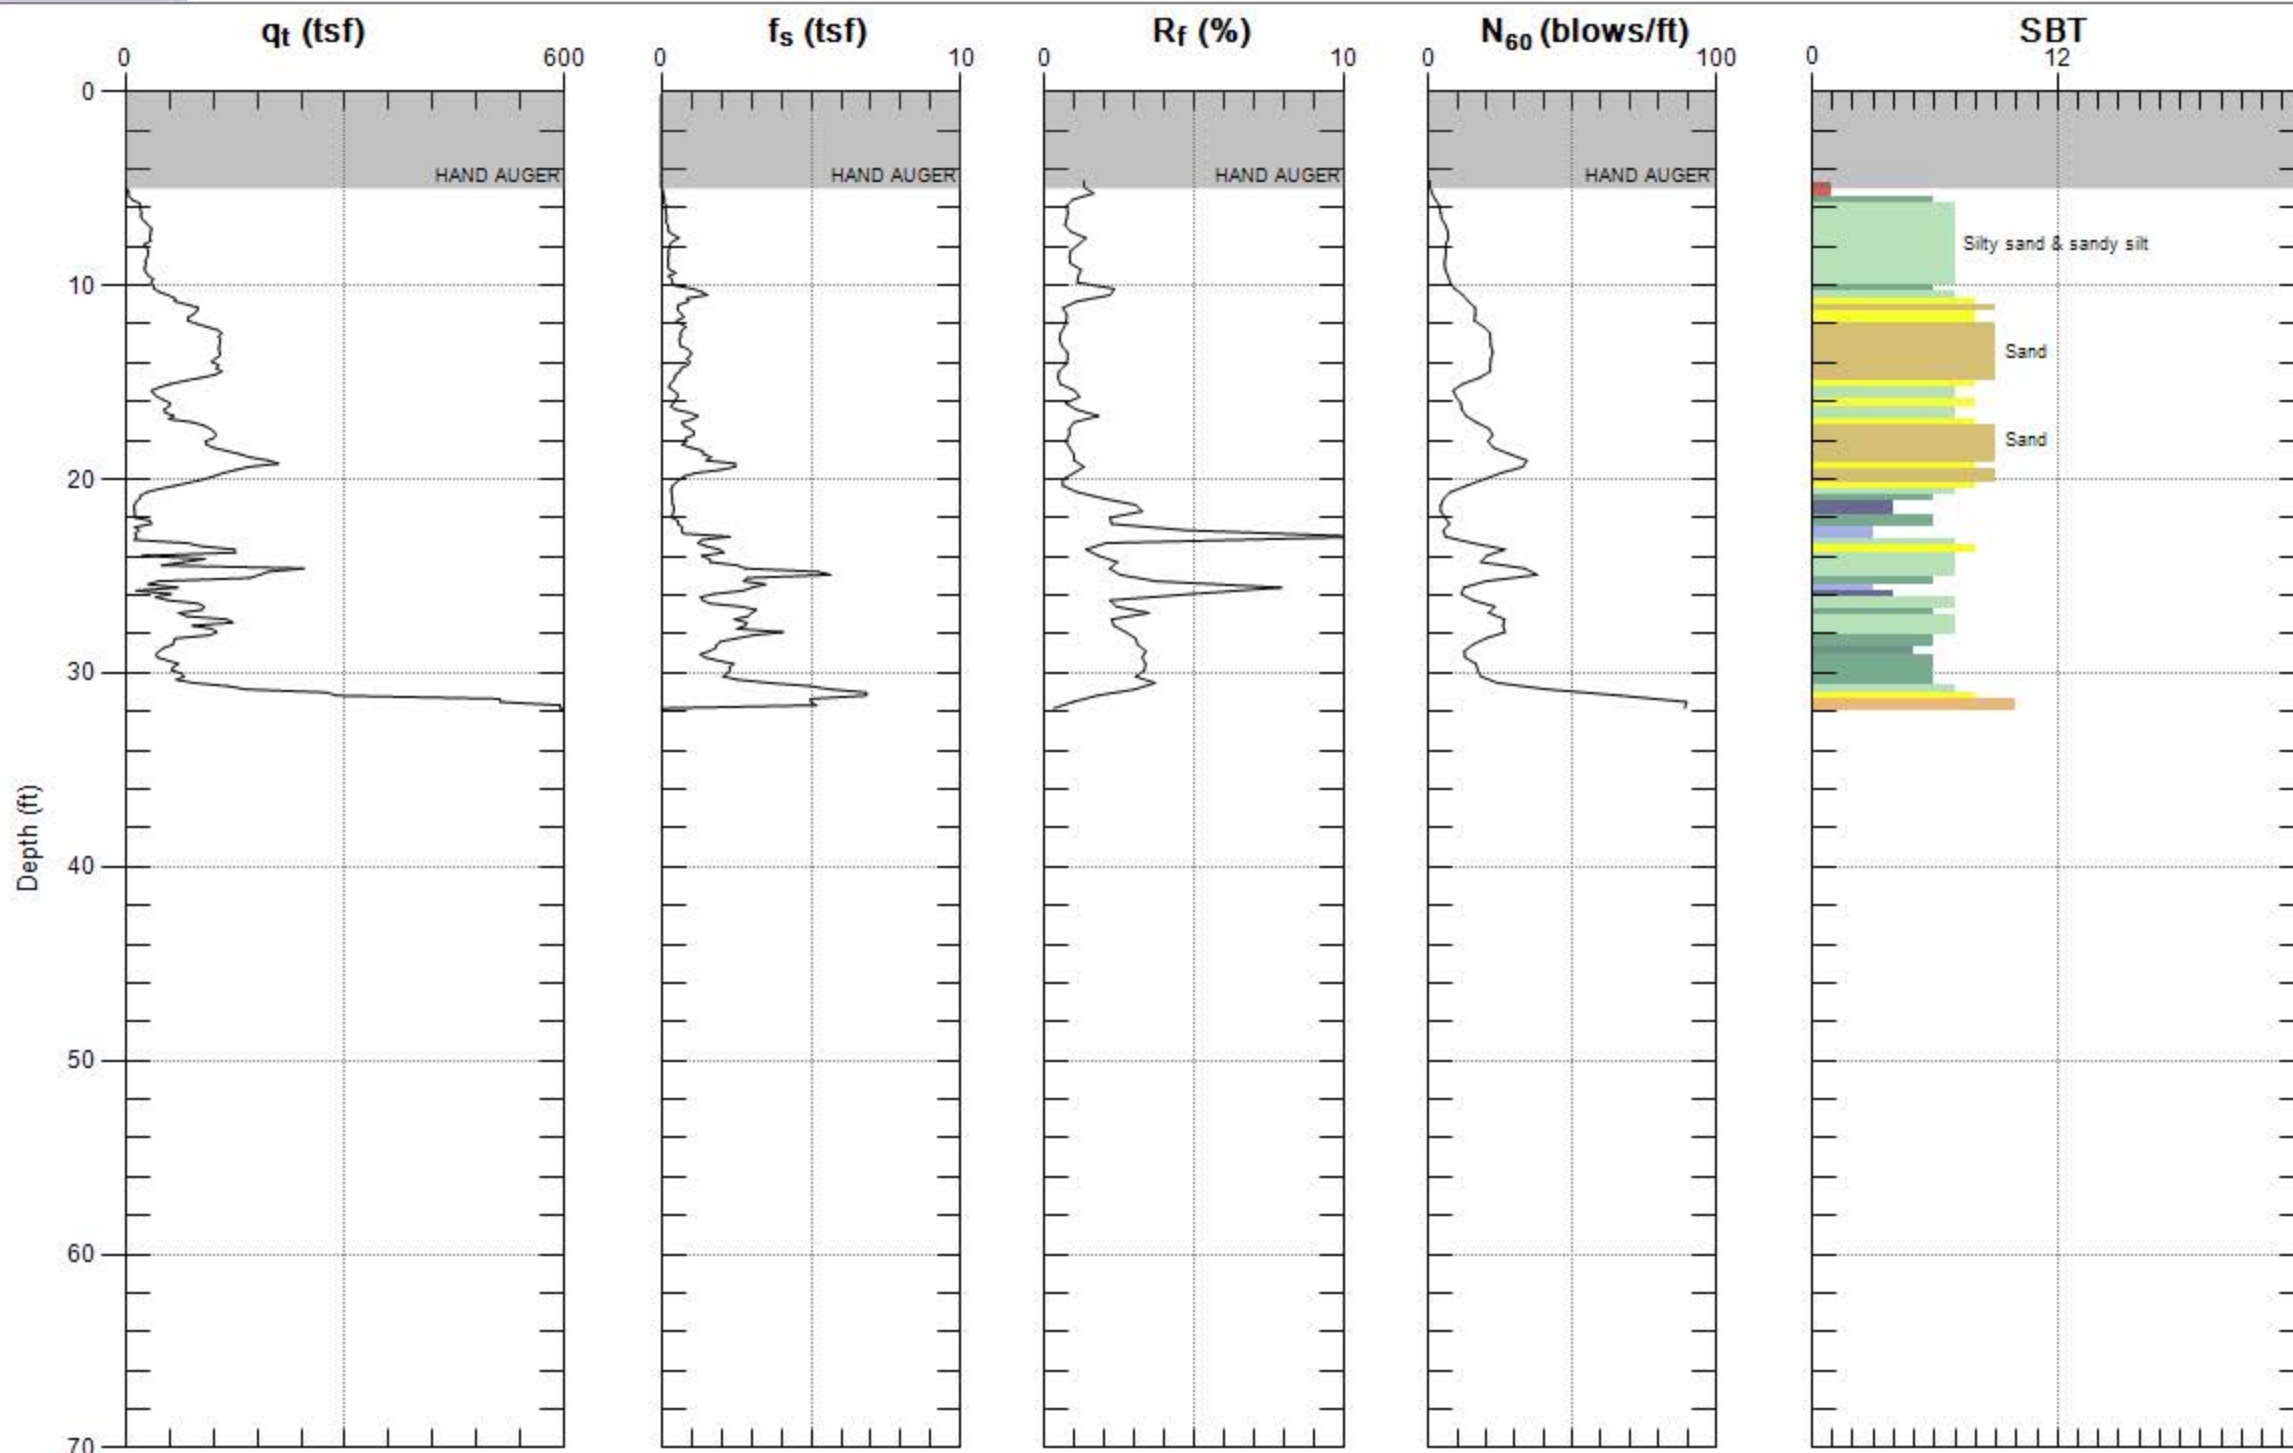 qt (tsf) fs (tsf) Rf (%) N60 (blows/ft) SBT
0 600 0 10 0 10 0 100 0 12
0
HAND AUGER HAND AUGER HAND AUGER HAND AUGER
Silty sand & sandy silt
10
Sand
Sand
20
30
Depth (ft)
40
50
60
70